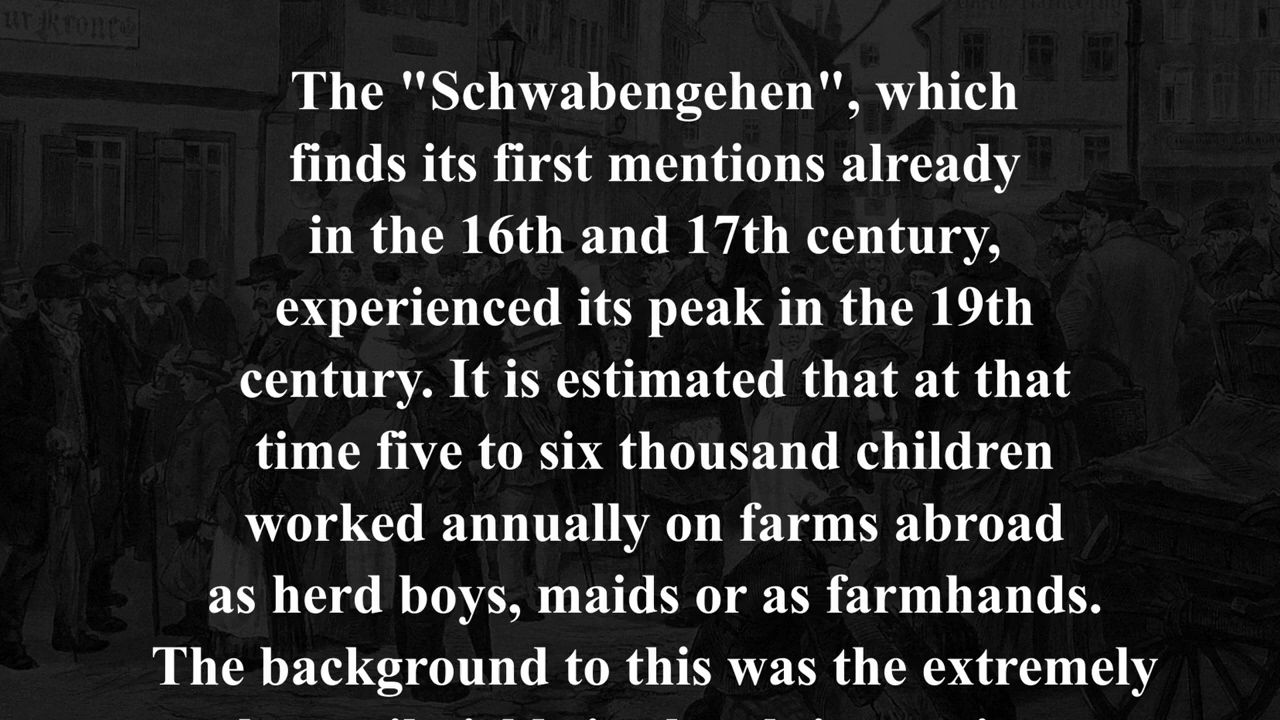 ur Krone
The "Schwabengehen", which
finds its first mentions already
in the 16th and 17th century,
experienced its peak in the 19th
century. It is estimated that at that
time five to six thousand children
worked annually on farms abroad
as herd boys, maids or as farmhands.
The background to this was the extremely